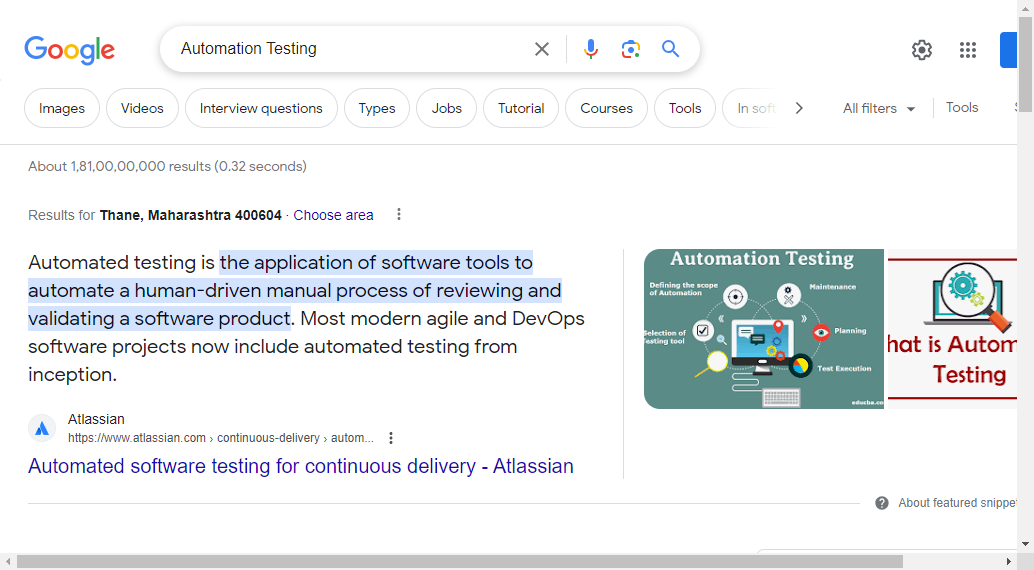 Google
Automation Testing
Images
Videos
Interview questions
Types
Jobs
Tutorial
Courses
Tools
In soft
All filters
Tools
About 1,81,00,00,000 results (0.32 seconds)
Results for Thane, Maharashtra 400604 · Choose area
Automated testing is the application of software tools to
automate a human-driven manual process of reviewing and
validating a software product. Most modern agile and DevOps
software projects now include automated testing from
inception.
Atlassian
https://www.atlassian.com › continuous-delivery › autom...
Automated software testing for continuous delivery - Atlassian
Automation Testing
Defining the scope
of Automation
Maintenance
Selection of
Testing tool
Planning
Test Execution
educba.co
hat is Autom
Testing
About featured snippet